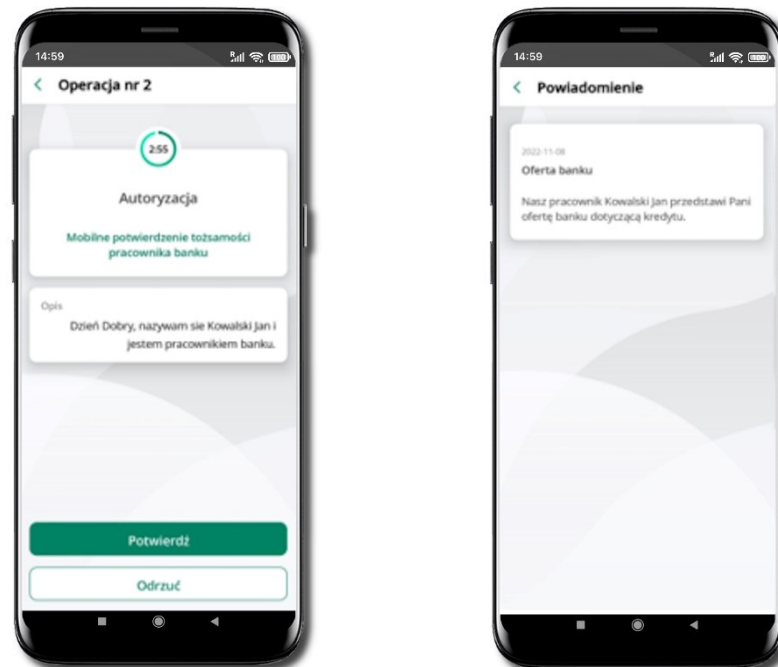 14:59
Operacja nr 2
2:55
Autoryzacja
Mobilne potwierdzenie tożsamości
pracownika banku
Opis
Dzień Dobry, nazywam sie Kowalski Jan i
jestem pracownikiem banku.
Potwierdź
Odrzuć
14:59
Powiadomienie
2022-11-08
Oferta banku
Nasz pracownik Kowalski Jan przedstawi Pani
ofertę banku dotyczącą kredytu.